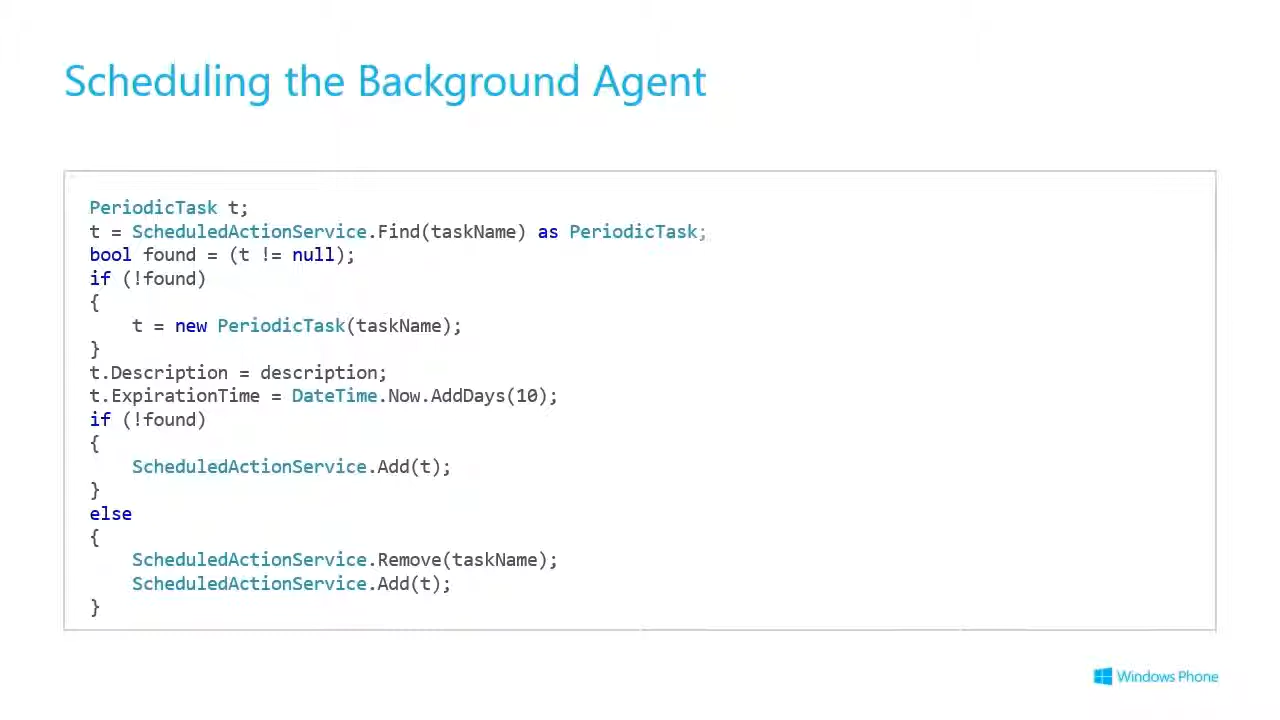 Scheduling the Background Agent
PeriodicTask t;
t = ScheduledActionService.Find(taskName) as PeriodicTask;
bool found = (t != null);
if (!found)
{
    t = new PeriodicTask(taskName);
}
t.Description = description;
t.ExpirationTime = DateTime.Now.AddDays(10);
if (!found)
{
    ScheduledActionService.Add(t);
}
else
{
    ScheduledActionService.Remove(taskName);
    ScheduledActionService.Add(t);
}
Windows Phone